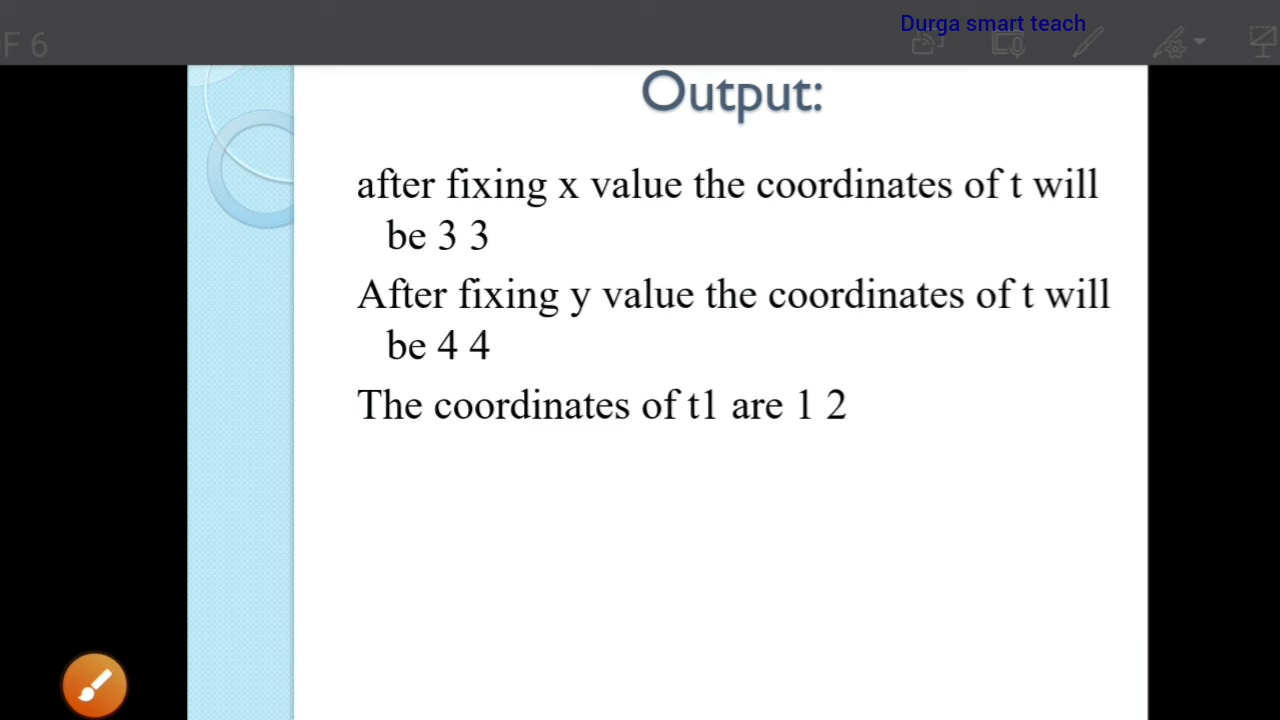 Durga smart teach
F 6
Output:
after fixing x value the coordinates of t will
be 3 3
After fixing y value the coordinates of t will
be 4 4
The coordinates of t1 are 1 2